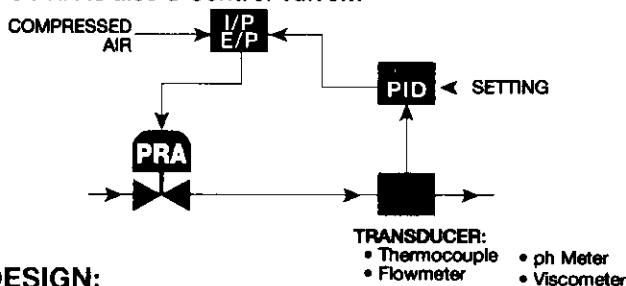 COMPRESSED
AIR
I/P
E/P
PID
SETTING
PRA
TRANSDUCER:
• Thermocouple
• Flowmeter
• ph Meter
• Viscometer
DESIGN: